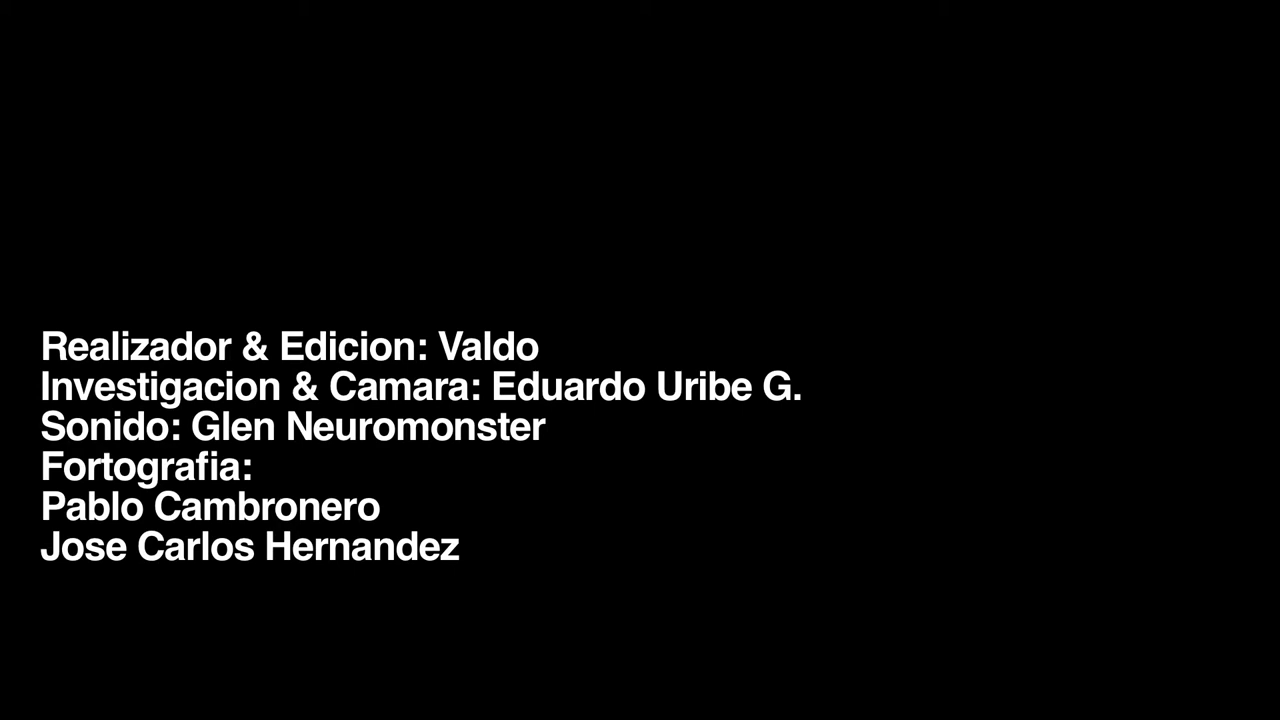 Realizador & Edicion: Valdo
Investigacion & Camara: Eduardo Uribe G.
Sonido: Glen Neuromonster
Fortografia:
Pablo Cambronero
Jose Carlos Hernandez